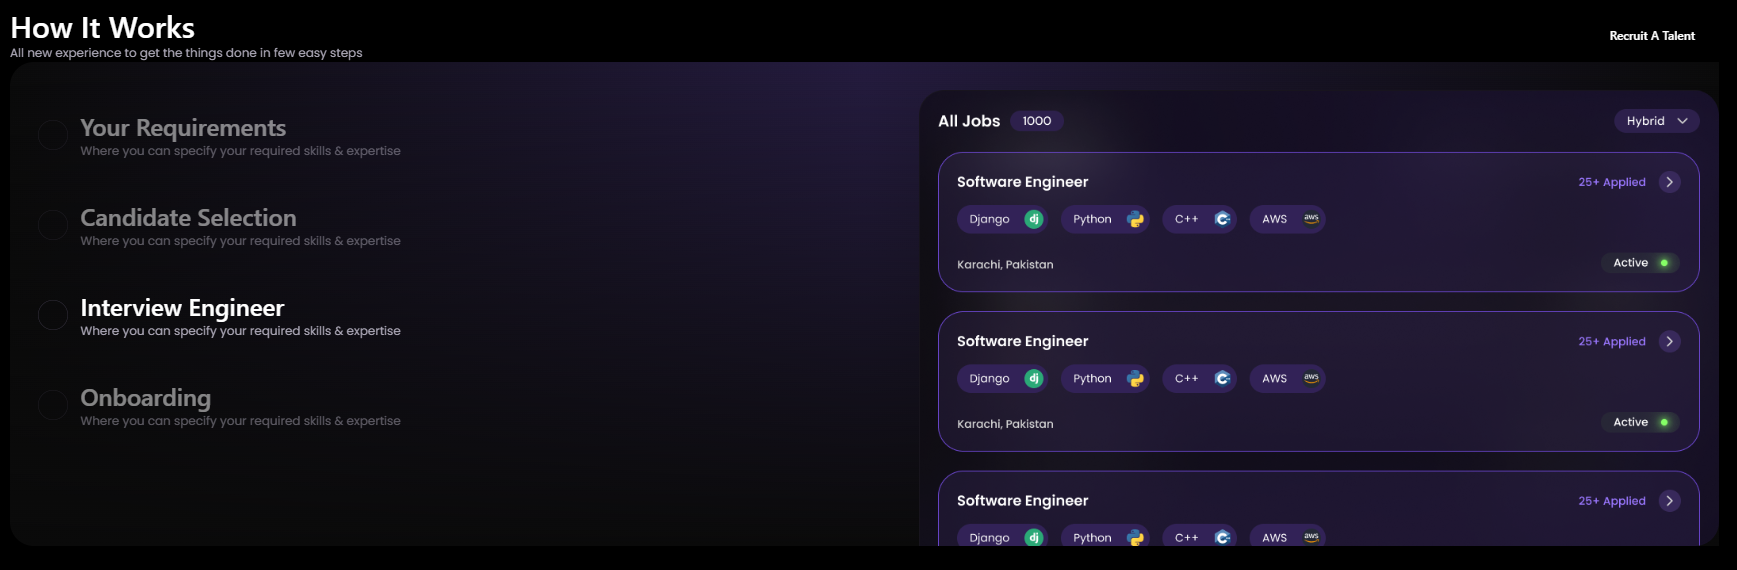 How It Works
All new experience to get the things done in few easy steps
Recruit A Talent
Your Requirements
Where you can specify your required skills & expertise
Candidate Selection
Where you can specify your required skills & expertise
Interview Engineer
Where you can specify your required skills & expertise
Onboarding
Where you can specify your required skills & expertise
All Jobs 1000 Hybrid
Software Engineer 25+ Applied
Django dj Python C++ C AWS aws
Karachi, Pakistan Active
Software Engineer 25+ Applied
Django dj Python C++ C AWS aws
Karachi, Pakistan Active
Software Engineer 25+ Applied
Django dj Python C++ C AWS aws